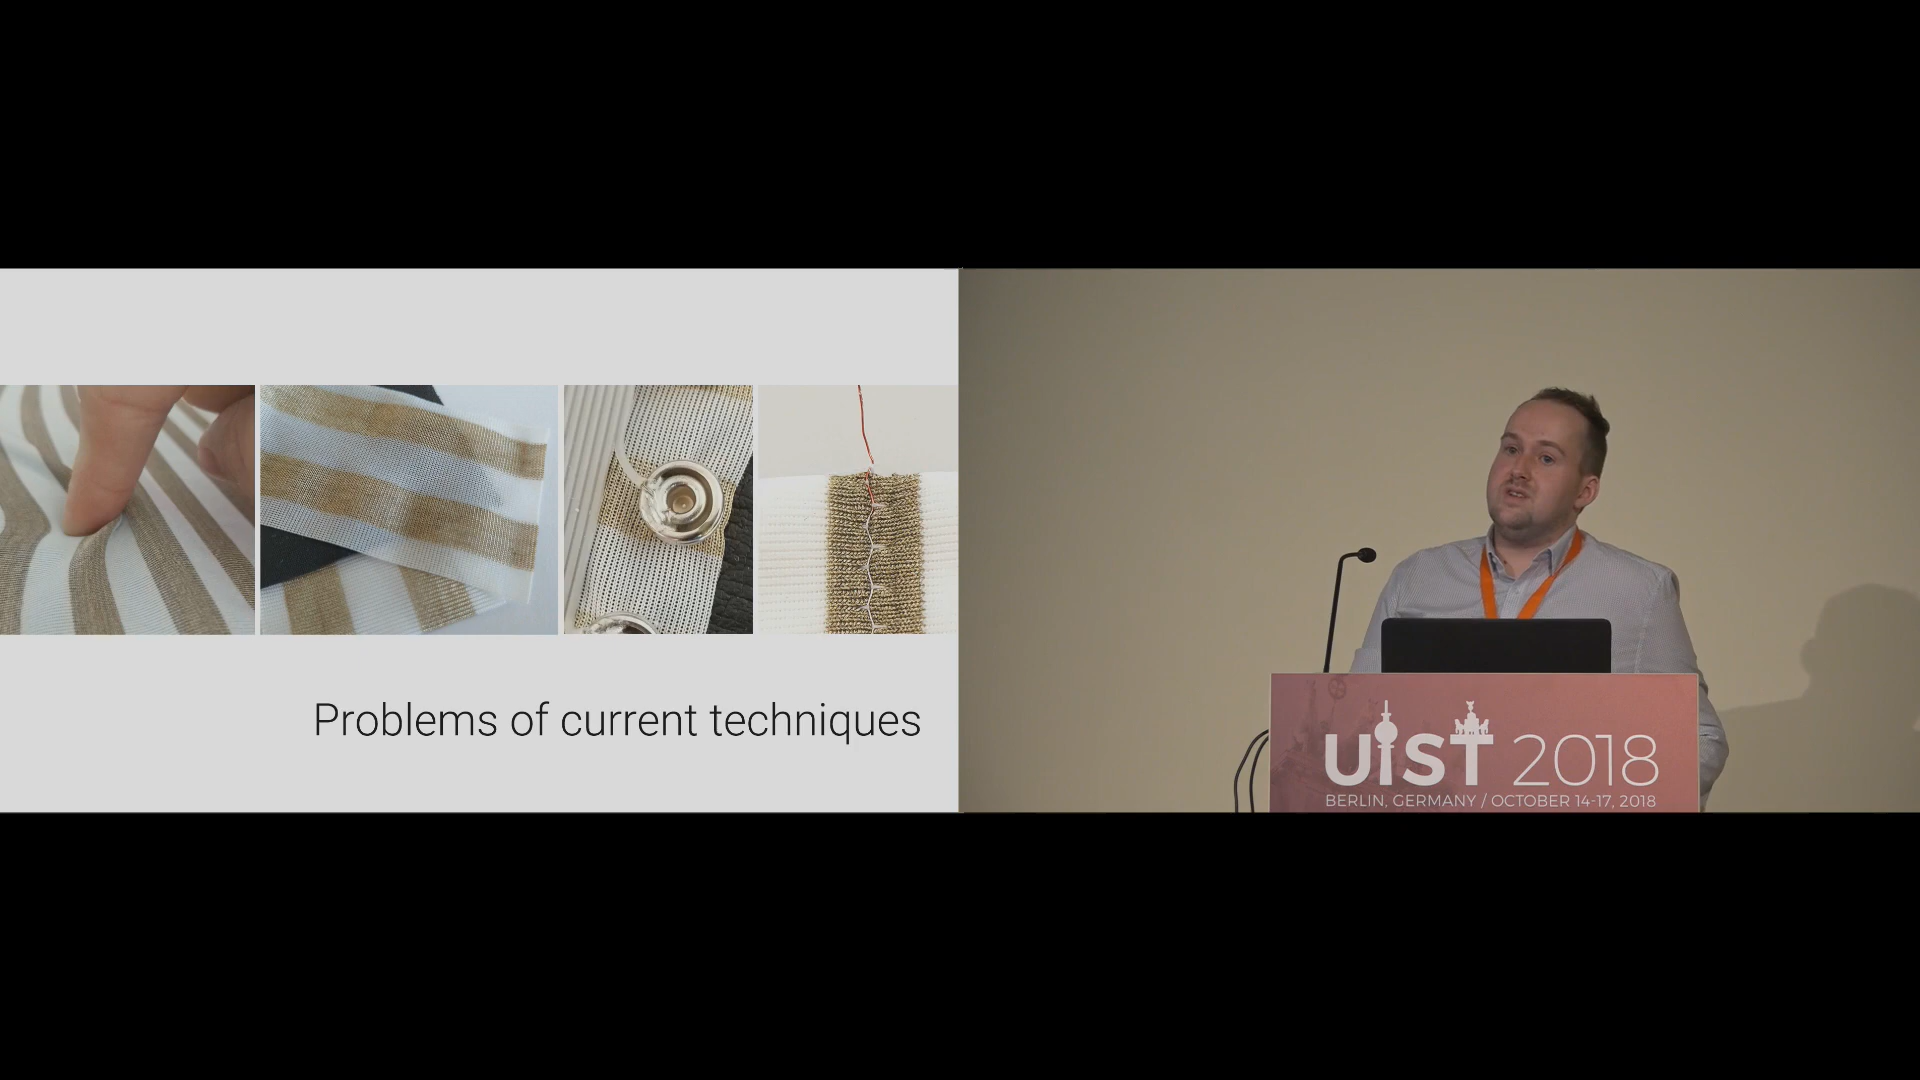 Problems of current techniques
UIST 2018
BERLIN, GERMANY / OCTOBER 14-17, 2018